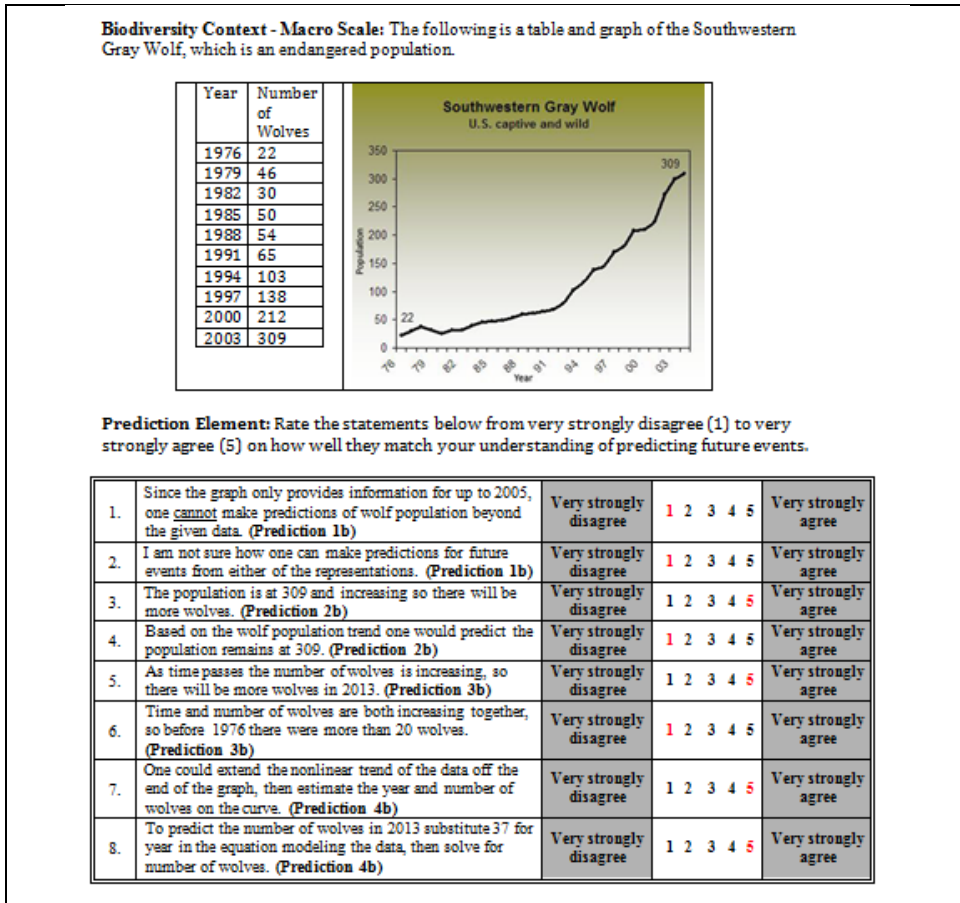 Biodiversity Context - Macro Scale: The following is a table and graph of the Southwestern
Gray Wolf, which is an endangered population.
Year Number
of
Wolves
1976 22
1979 46
1982 30
1985 50
1988 54
1991 65
1994 103
1997 138
2000 212
2003 309
Southwestern Gray Wolf
U.S. captive and wild
350
300
250
200
150
100
50
0
Population
22
309
76 79 82 85 88 91 94 97 00 03
Year
Prediction Element: Rate the statements below from very strongly disagree (1) to very
strongly agree (5) on how well they match your understanding of predicting future events.
1. Since the graph only provides information for up to 2005,
one cannot make predictions of wolf population beyond
the given data. (Prediction 1b)
Very strongly
disagree
1 2 3 4 5
Very strongly
agree
2. I am not sure how one can make predictions for future
events from either of the representations. (Prediction 1b)
Very strongly
disagree
1 2 3 4 5
Very strongly
agree
3. The population is at 309 and increasing so there will be
more wolves. (Prediction 2b)
Very strongly
disagree
1 2 3 4 5
Very strongly
agree
4. Based on the wolf population trend one would predict the
population remains at 309. (Prediction 2b)
Very strongly
disagree
1 2 3 4 5
Very strongly
agree
5. As time passes the number of wolves is increasing, so
there will be more wolves in 2013. (Prediction 3b)
Very strongly
disagree
1 2 3 4 5
Very strongly
agree
6. Time and number of wolves are both increasing together,
so before 1976 there were more than 20 wolves.
(Prediction 3b)
Very strongly
disagree
1 2 3 4 5
Very strongly
agree
7. One could extend the nonlinear trend of the data off the
end of the graph, then estimate the year and number of
wolves on the curve. (Prediction 4b)
Very strongly
disagree
1 2 3 4 5
Very strongly
agree
8. To predict the number of wolves in 2013 substitute 37 for
year in the equation modeling the data, then solve for
number of wolves. (Prediction 4b)
Very strongly
disagree
1 2 3 4 5
Very strongly
agree